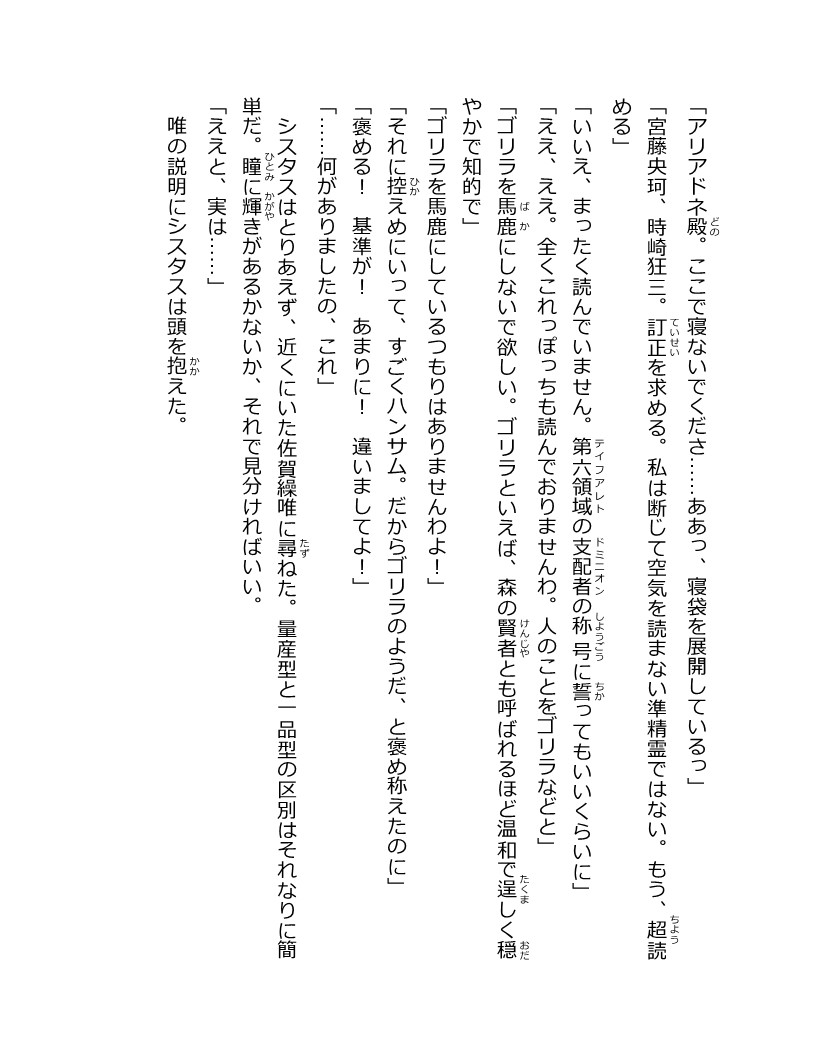 「アリアドネ殿。ここで寝ないでくださ……ああっ、寝袋を展開しているっ」
「宮藤央珂、時崎狂三。訂正を求める。私は断じて空気を読まない準精霊ではない。もう、超読
める」
「いいえ、まったく読んでいません。第六領域の支配者の称号に誓ってもいいくらいに」
「ええ、ええ。全くこれっぽっちも読んでおりませんわ。人のことをゴリラなどと」
「ゴリラを馬鹿にしないで欲しい。ゴリラといえば、森の賢者とも呼ばれるほど温和で逞しく穏
やかで知的で」
「ゴリラを馬鹿にしているつもりはありませんわよ！」
「それに控えめにいって、すごくハンサム。だからゴリラのようだ、と褒め称えたのに」
「褒める！　基準が！　あまりに！　違いましてよ！」
「……何がありましたの、これ」
　シスタスはとりあえず、近くにいた佐賀繰唯に尋ねた。量産型と一品型の区別はそれなりに簡
単だ。瞳に輝きがあるかないか、それで見分ければいい。
「ええと、実は……」
　唯の説明にシスタスは頭を抱えた。